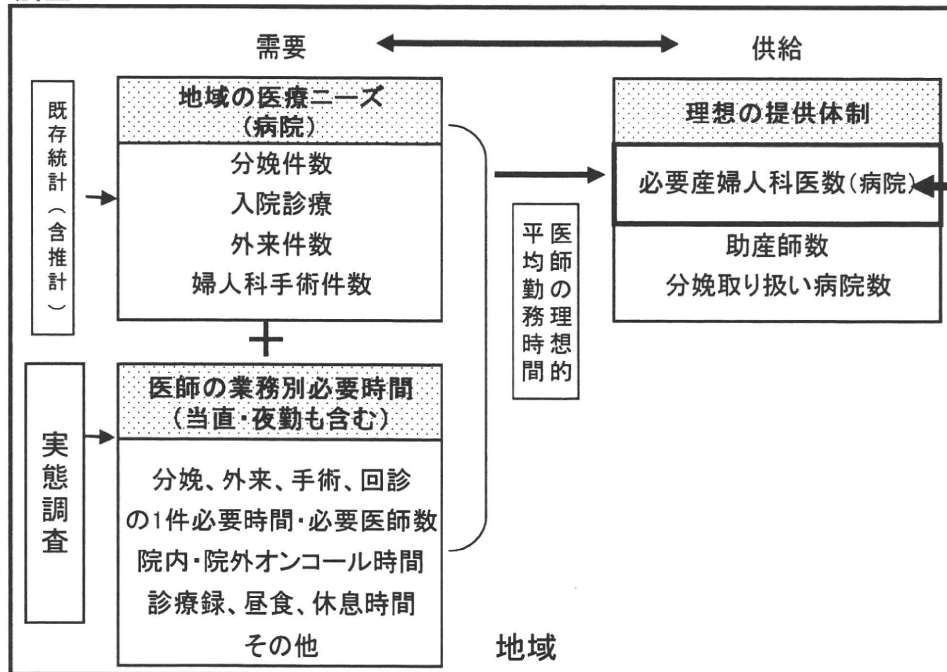 需要
供給
既存統計(含推計)
地域の医療ニーズ
(病院)
分娩件数
入院診療
外来件数
婦人科手術件数
+
実態調査
医師の業務別必要時間
(当直・夜勤も含む)
分娩、外来、手術、回診
の1件必要時間・必要医師数
院内・院外オンコール時間
診療録、昼食、休息時間
その他
医師の理想的
平均勤務時間
理想の提供体制
必要産婦人科医数(病院)
助産師数
分娩取り扱い病院数
地域